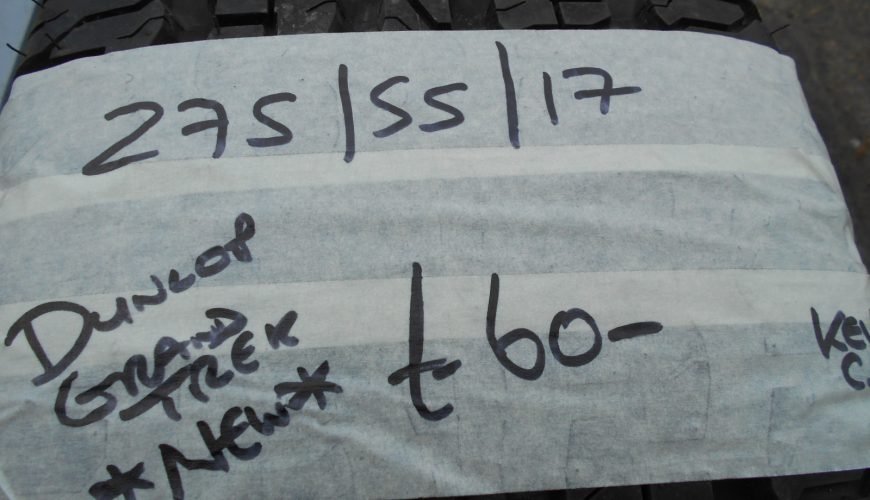 275/55/17
DUNLOP
GRAND
TREK
*NEW*
£60-